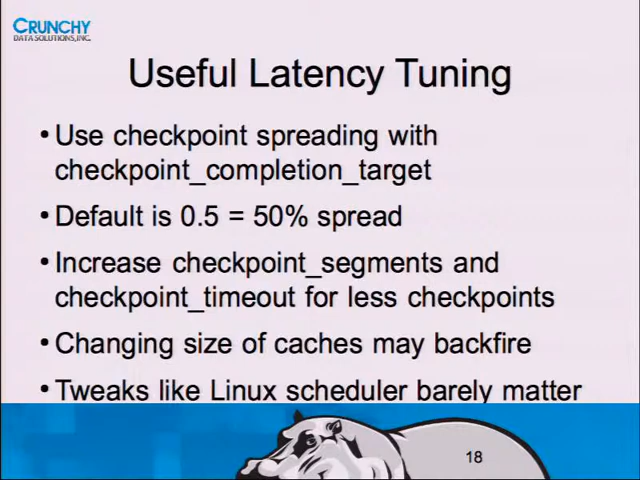 CRUNCHY
DATA SOLUTIONS, INC.
Useful Latency Tuning
•Use checkpoint spreading with
checkpoint_completion_target
•Default is 0.5 = 50% spread
•Increase checkpoint_segments and
checkpoint_timeout for less checkpoints
•Changing size of caches may backfire
•Tweaks like Linux scheduler barely matter
18